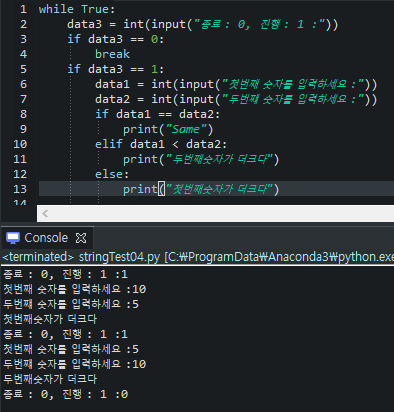 1 while True:
2     data3 = int(input("종료 : 0, 진행 : 1 :"))
3     if data3 == 0:
4         break
5     if data3 == 1:
6         data1 = int(input("첫번째 숫자를 입력하세요 :"))
7         data2 = int(input("두번째 숫자를 입력하세요 :"))
8         if data1 == data2:
9             print("Same")
10         elif data1 < data2:
11             print("두번째숫자가 더크다")
12         else:
13             print("첫번째숫자가 더크다")
14
Console
<terminated> stringTest04.py [C:₩ProgramData₩Anaconda3₩python.exe
종료 : 0, 진행 : 1 :1
첫번째 숫자를 입력하세요 :10
두번째 숫자를 입력하세요 :5
첫번째숫자가 더크다
종료 : 0, 진행 : 1 :1
첫번째 숫자를 입력하세요 :5
두번째 숫자를 입력하세요 :10
두번째숫자가 더크다
종료 : 0, 진행 : 1 :0